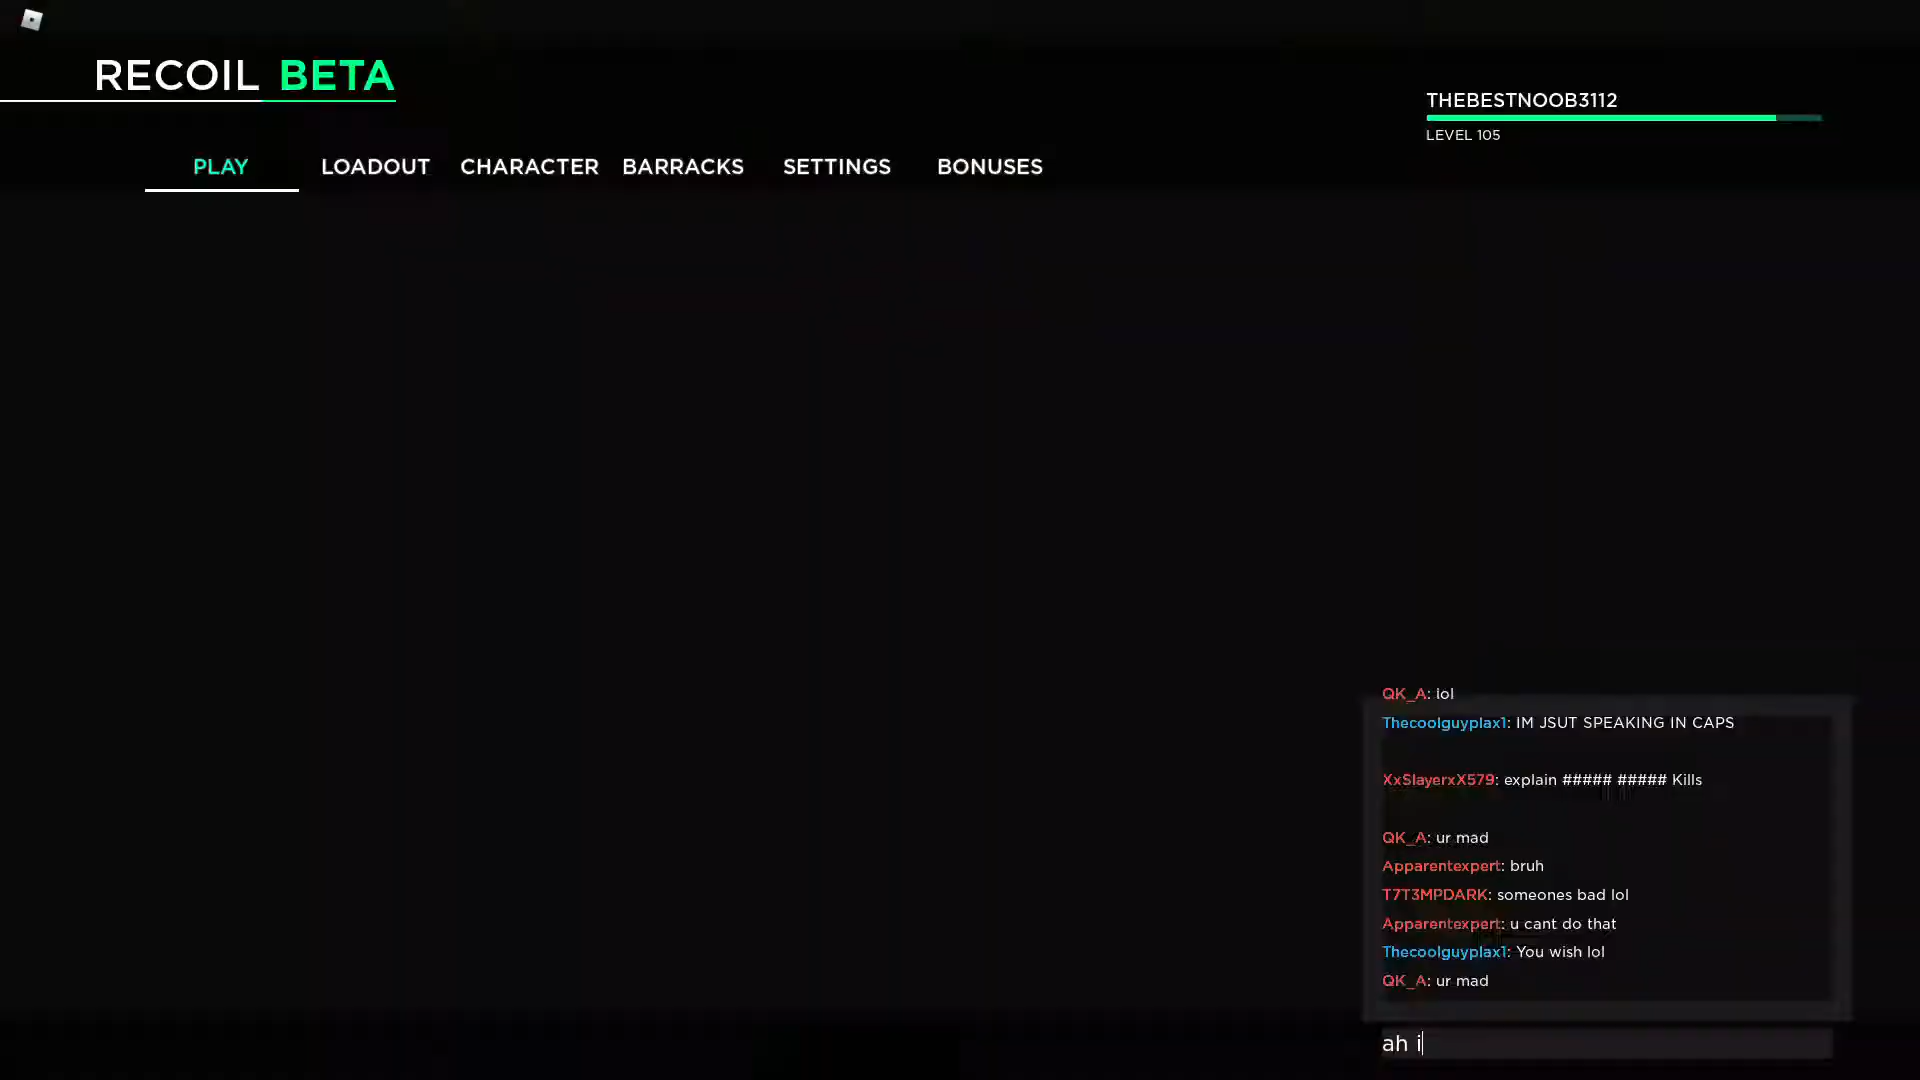 RECOIL BETA
THEBESTNOOB3112
LEVEL 105
PLAY LOADOUT CHARACTER BARRACKS SETTINGS BONUSES
QK_A: lol
Thecoolguyplax1: IM JSUT SPEAKING IN CAPS
XxSlayerxX579: explain ##### ##### Kills
QK_A: ur mad
Apparentexpert: bruh
T7T3MPDARK: someones bad lol
Apparentexpert: u cant do that
Thecoolguyplax1: You wish lol
QK_A: ur mad
ah i